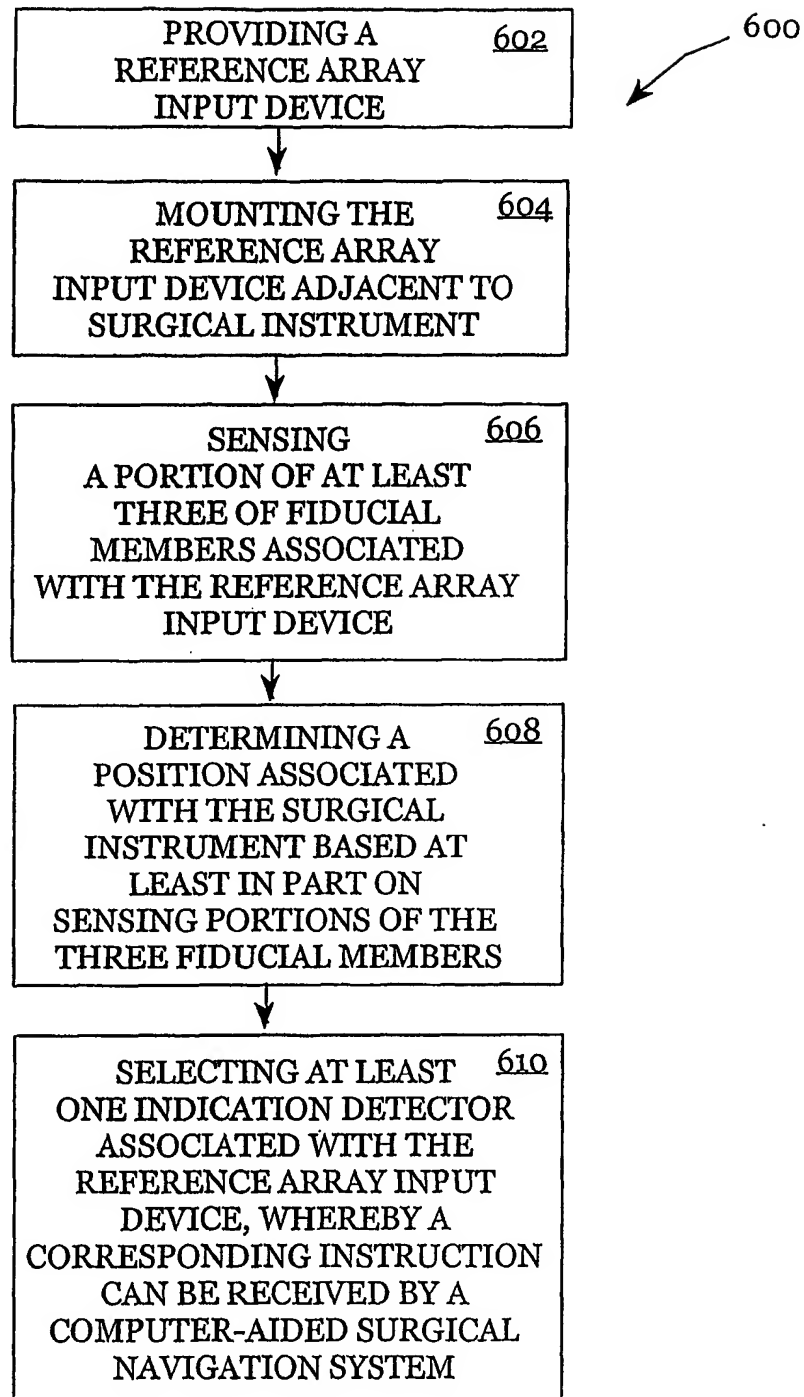 PROVIDING A 602
REFERENCE ARRAY
INPUT DEVICE
600
MOUNTING THE 604
REFERENCE ARRAY
INPUT DEVICE ADJACENT TO
SURGICAL INSTRUMENT
SENSING 606
A PORTION OF AT LEAST
THREE OF FIDUCIAL
MEMBERS ASSOCIATED
WITH THE REFERENCE ARRAY
INPUT DEVICE
DETERMINING A 608
POSITION ASSOCIATED
WITH THE SURGICAL
INSTRUMENT BASED AT
LEAST IN PART ON
SENSING PORTIONS OF THE
THREE FIDUCIAL MEMBERS
SELECTING AT LEAST 610
ONE INDICATION DETECTOR
ASSOCIATED WITH THE
REFERENCE ARRAY INPUT
DEVICE, WHEREBY A
CORRESPONDING INSTRUCTION
CAN BE RECEIVED BY A
COMPUTER-AIDED SURGICAL
NAVIGATION SYSTEM